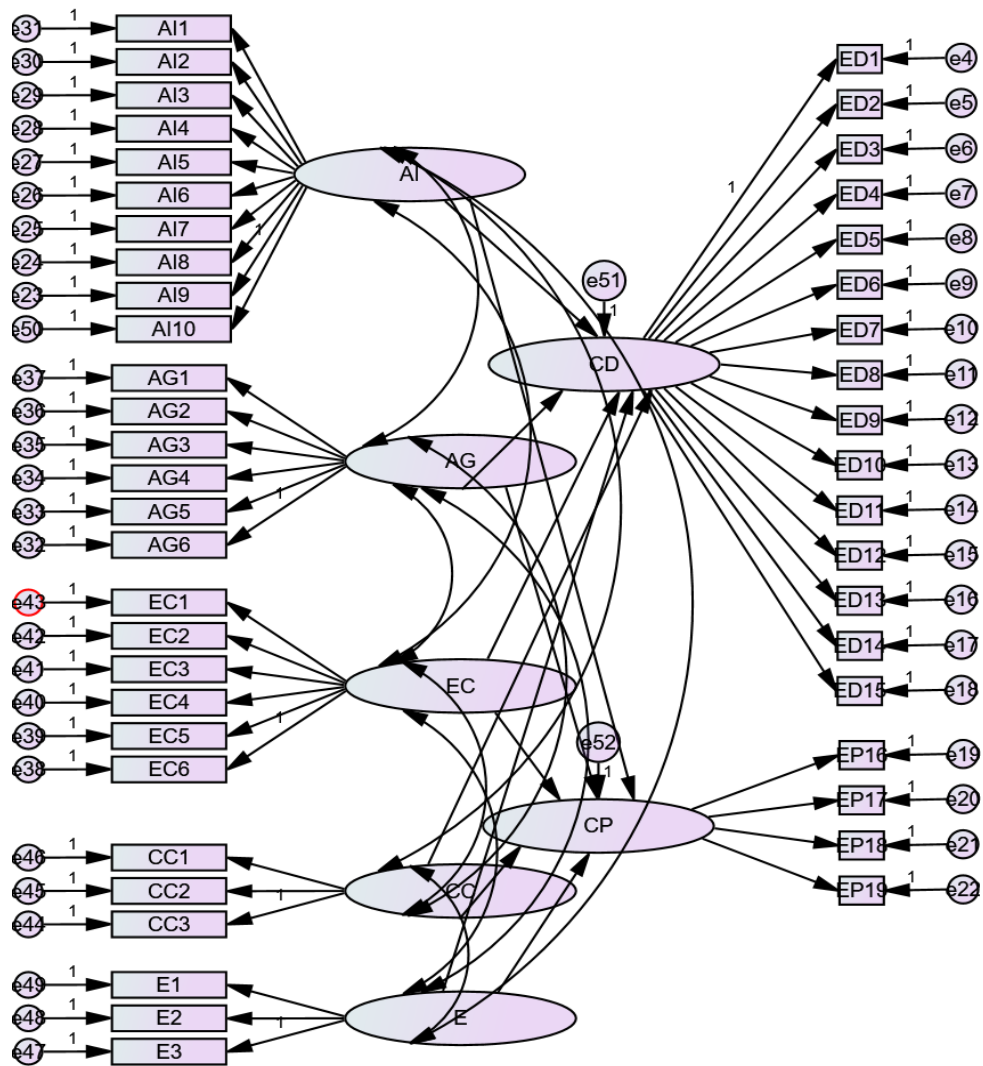 e31 1 AI1
e30 1 AI2
e29 1 AI3
e28 1 AI4
e27 1 AI5
e26 1 AI6
e25 1 AI7
e24 1 AI8
e23 1 AI9
e50 1 AI10
1
AI
e37 1 AG1
e36 1 AG2
e35 1 AG3
e34 1 AG4
e33 1 AG5
e32 1 AG6
1
AG
e43 1 EC1
e42 1 EC2
e41 1 EC3
e40 1 EC4
e39 1 EC5
e38 1 EC6
1
EC
e46 1 CC1
e45 1 CC2
e44 1 CC3
1
CC
e49 1 E1
e48 1 E2
e47 1 E3
1
E
e51
1
CD
e52
1
CP
1
ED1 1 e4
ED2 1 e5
ED3 1 e6
ED4 1 e7
ED5 1 e8
ED6 1 e9
ED7 1 e10
ED8 1 e11
ED9 1 e12
ED10 1 e13
ED11 1 e14
ED12 1 e15
ED13 1 e16
ED14 1 e17
ED15 1 e18
EP16 1 e19
EP17 1 e20
EP18 1 e21
EP19 1 e22